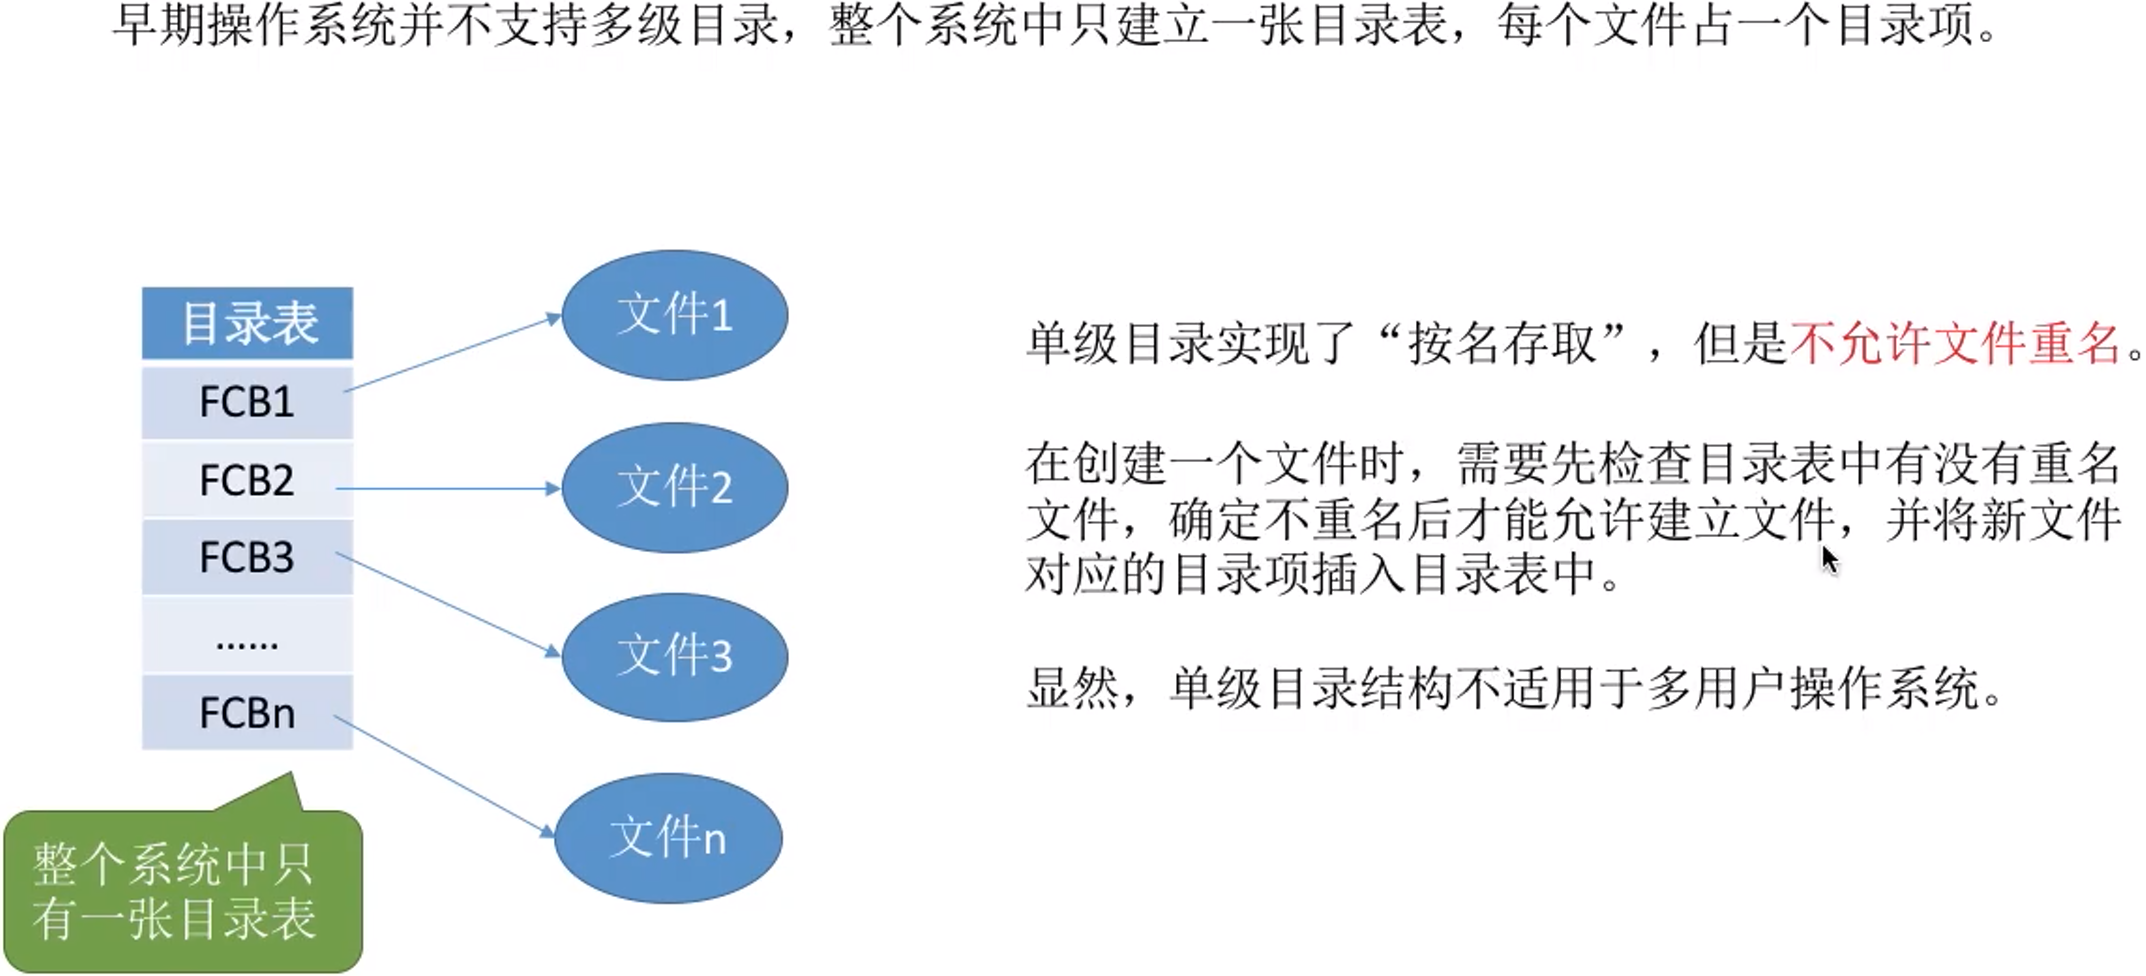 早期操作系统并不支持多级目录，整个系统中只建立一张目录表，每个文件占一个目录项。
目录表
FCB1
FCB2
FCB3
......
FCBn
文件1
文件2
文件3
文件n
整个系统中只
有一张目录表
单级目录实现了“按名存取”，但是不允许文件重名。
在创建一个文件时，需要先检查目录表中有没有重名
文件，确定不重名后才能允许建立文件，并将新文件
对应的目录项插入目录表中。
显然，单级目录结构不适用于多用户操作系统。